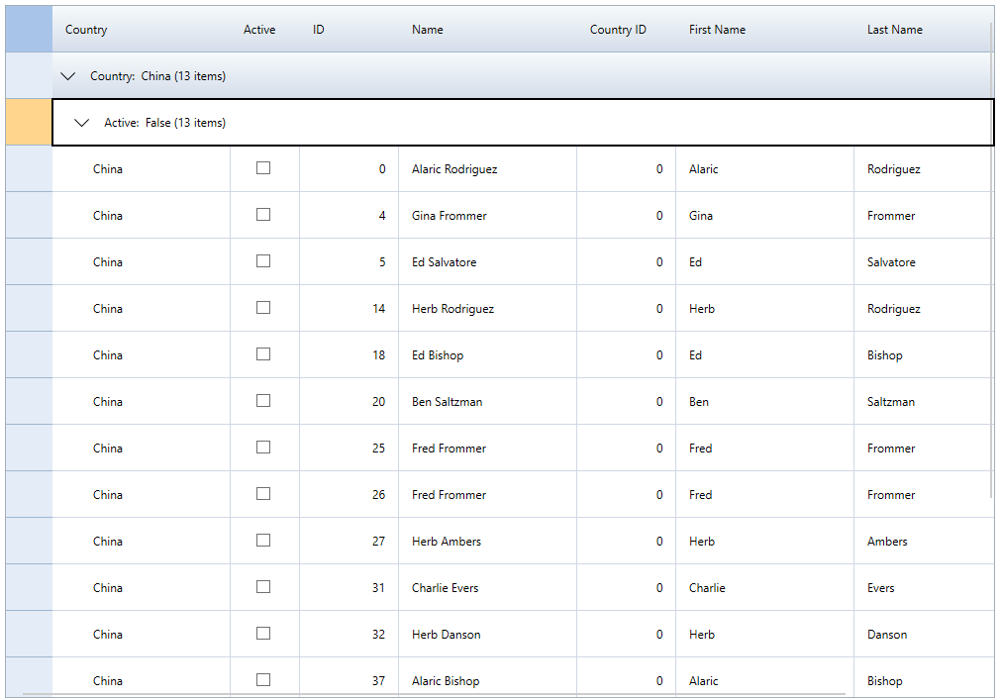 Country Active ID Name Country ID First Name Last Name
Country: China (13 items)
Active: False (13 items)
China 0 Alaric Rodriguez 0 Alaric Rodriguez
China 4 Gina Frommer 0 Gina Frommer
China 5 Ed Salvatore 0 Ed Salvatore
China 14 Herb Rodriguez 0 Herb Rodriguez
China 18 Ed Bishop 0 Ed Bishop
China 20 Ben Saltzman 0 Ben Saltzman
China 25 Fred Frommer 0 Fred Frommer
China 26 Fred Frommer 0 Fred Frommer
China 27 Herb Ambers 0 Herb Ambers
China 31 Charlie Evers 0 Charlie Evers
China 32 Herb Danson 0 Herb Danson
China 37 Alaric Bishop 0 Alaric Bishop